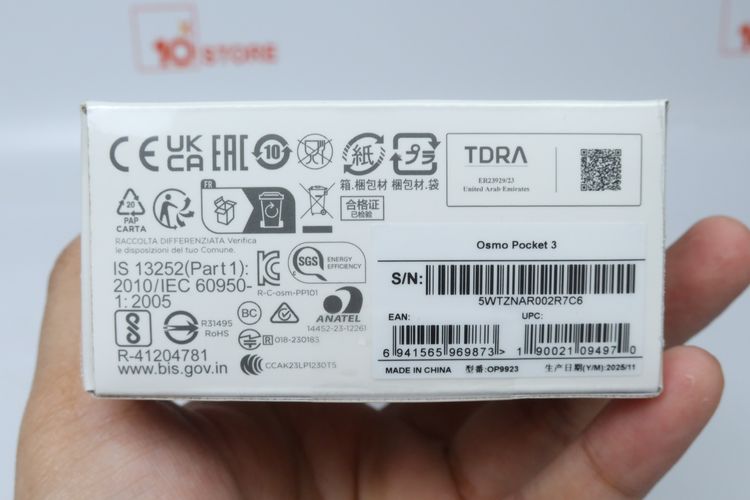 10 STORE
CE UK CA EAC 10
紙
プラ
箱.梱包材 梱包材.袋
TDRA
ER23929/23
United Arab Emirates
20
PAP
CARTA
FR
合格证
已检验
RACCOLTA DIFFERENZIATA Verifica
le disposizioni del tuo Comune.
IS 13252(Part1):
2010/IEC 60950-
1: 2005
R-C-osm-PP101
SGS
ENERGY
EFFICIENCY
ANATEL
14452-23-12261
R31495
RoHS
BC
R 018-230183
R-41204781
www.bis.gov.in
CCAK23LP1230T5
Osmo Pocket 3
S/N:
5WTZNAR002R7C6
EAN:
UPC:
6 941565 969873 >
1 90021 09497 0
MADE IN CHINA
型號:OP9923
生产日期(Y/M):2025/11